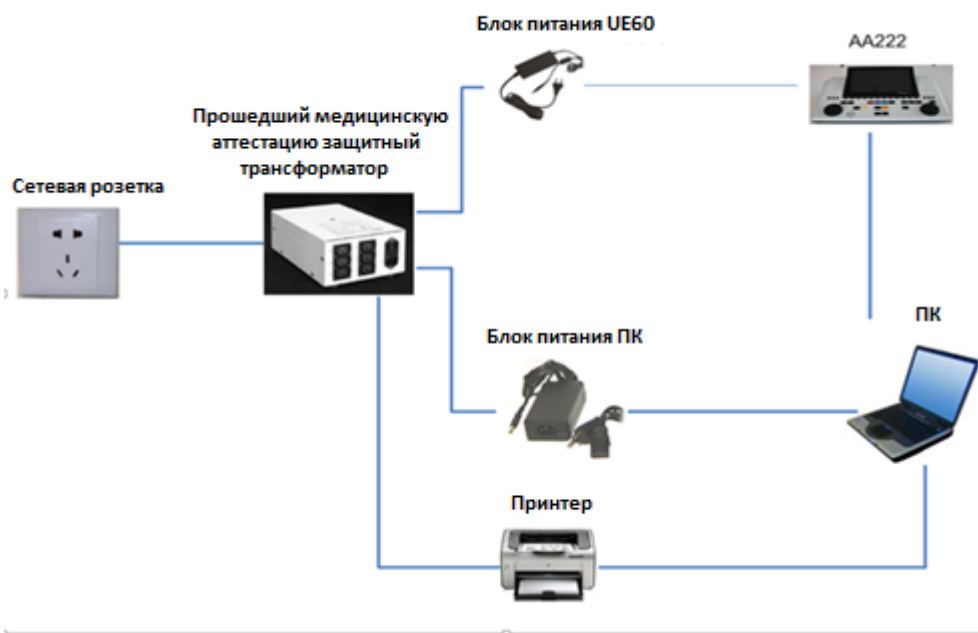 Блок питания UE60
AA222
Прошедший медицинскую
аттестацию защитный
трансформатор
Сетевая розетка
Блок питания ПК
ПК
Принтер